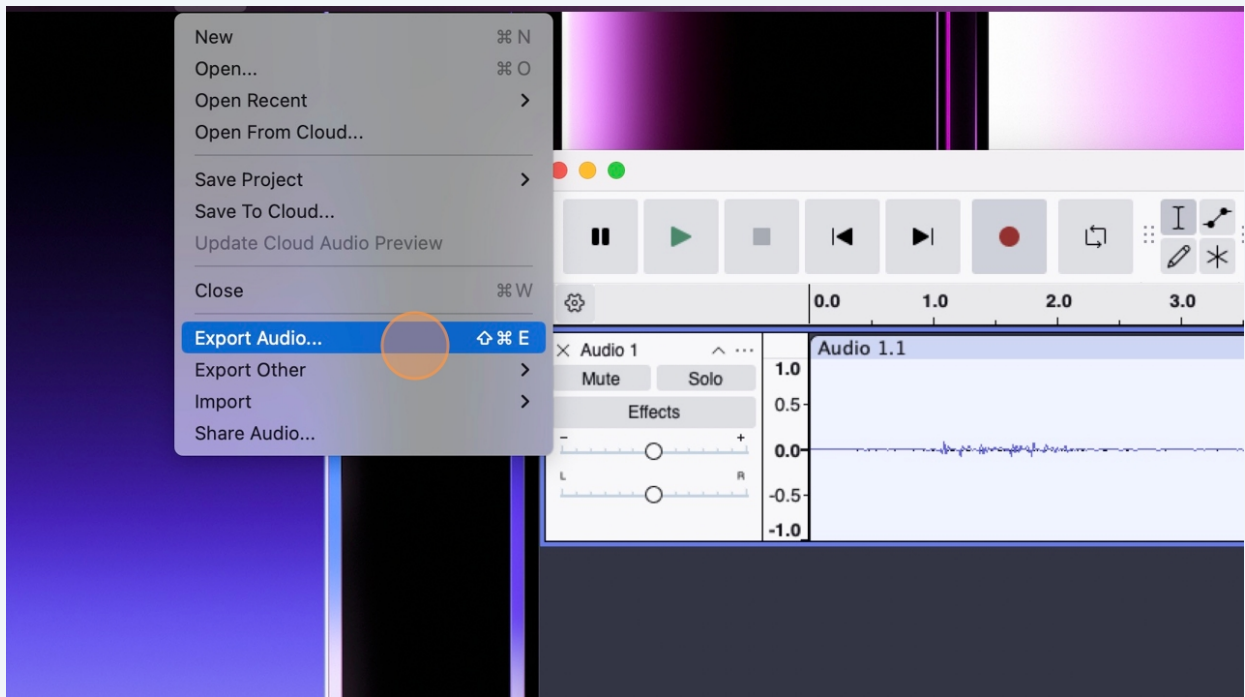 New ⌘ N
Open... ⌘ O
Open Recent >
Open From Cloud...
Save Project >
Save To Cloud...
Update Cloud Audio Preview
Close ⌘ W
Export Audio... ⇧ ⌘ E
Export Other >
Import >
Share Audio...
0.0 1.0 2.0 3.0
Audio 1
Mute Solo
Effects
- +
L R
1.0
0.5
0.0
-0.5
-1.0
Audio 1.1